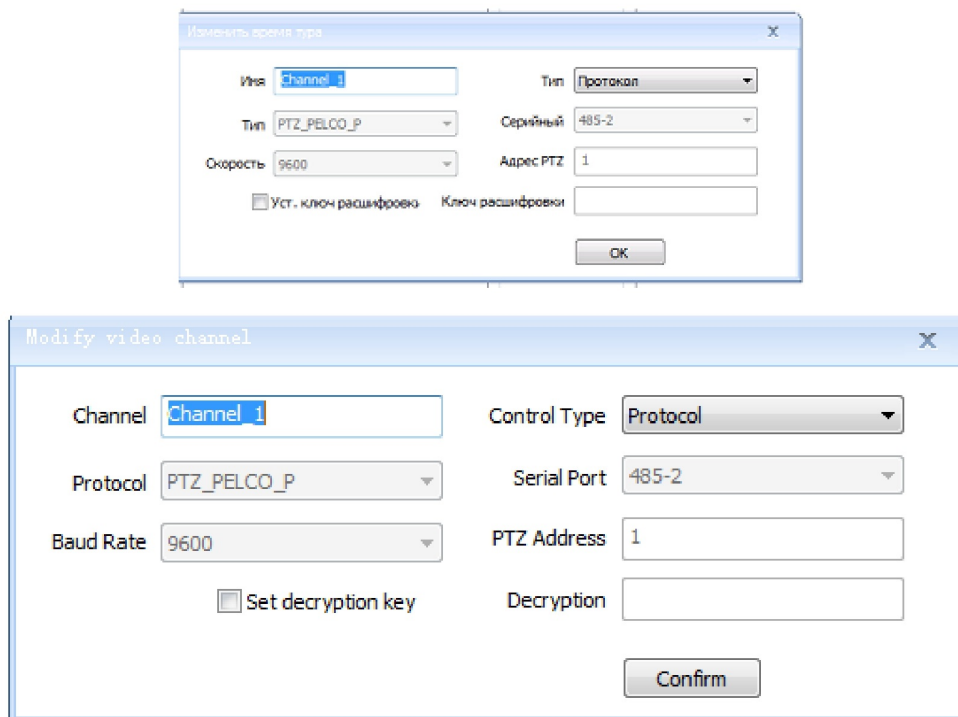 Изменить время тура
Имя Channel_1 Тип Протокол
Тип PTZ_PELCO_P Серийный 485-2
Скорость 9600 Адрес PTZ 1
Уст. ключ расшифровк Ключ расшифровки
OK
Modify video channel
Channel Channel_1 Control Type Protocol
Protocol PTZ_PELCO_P Serial Port 485-2
Baud Rate 9600 PTZ Address 1
Set decryption key Decryption
Confirm